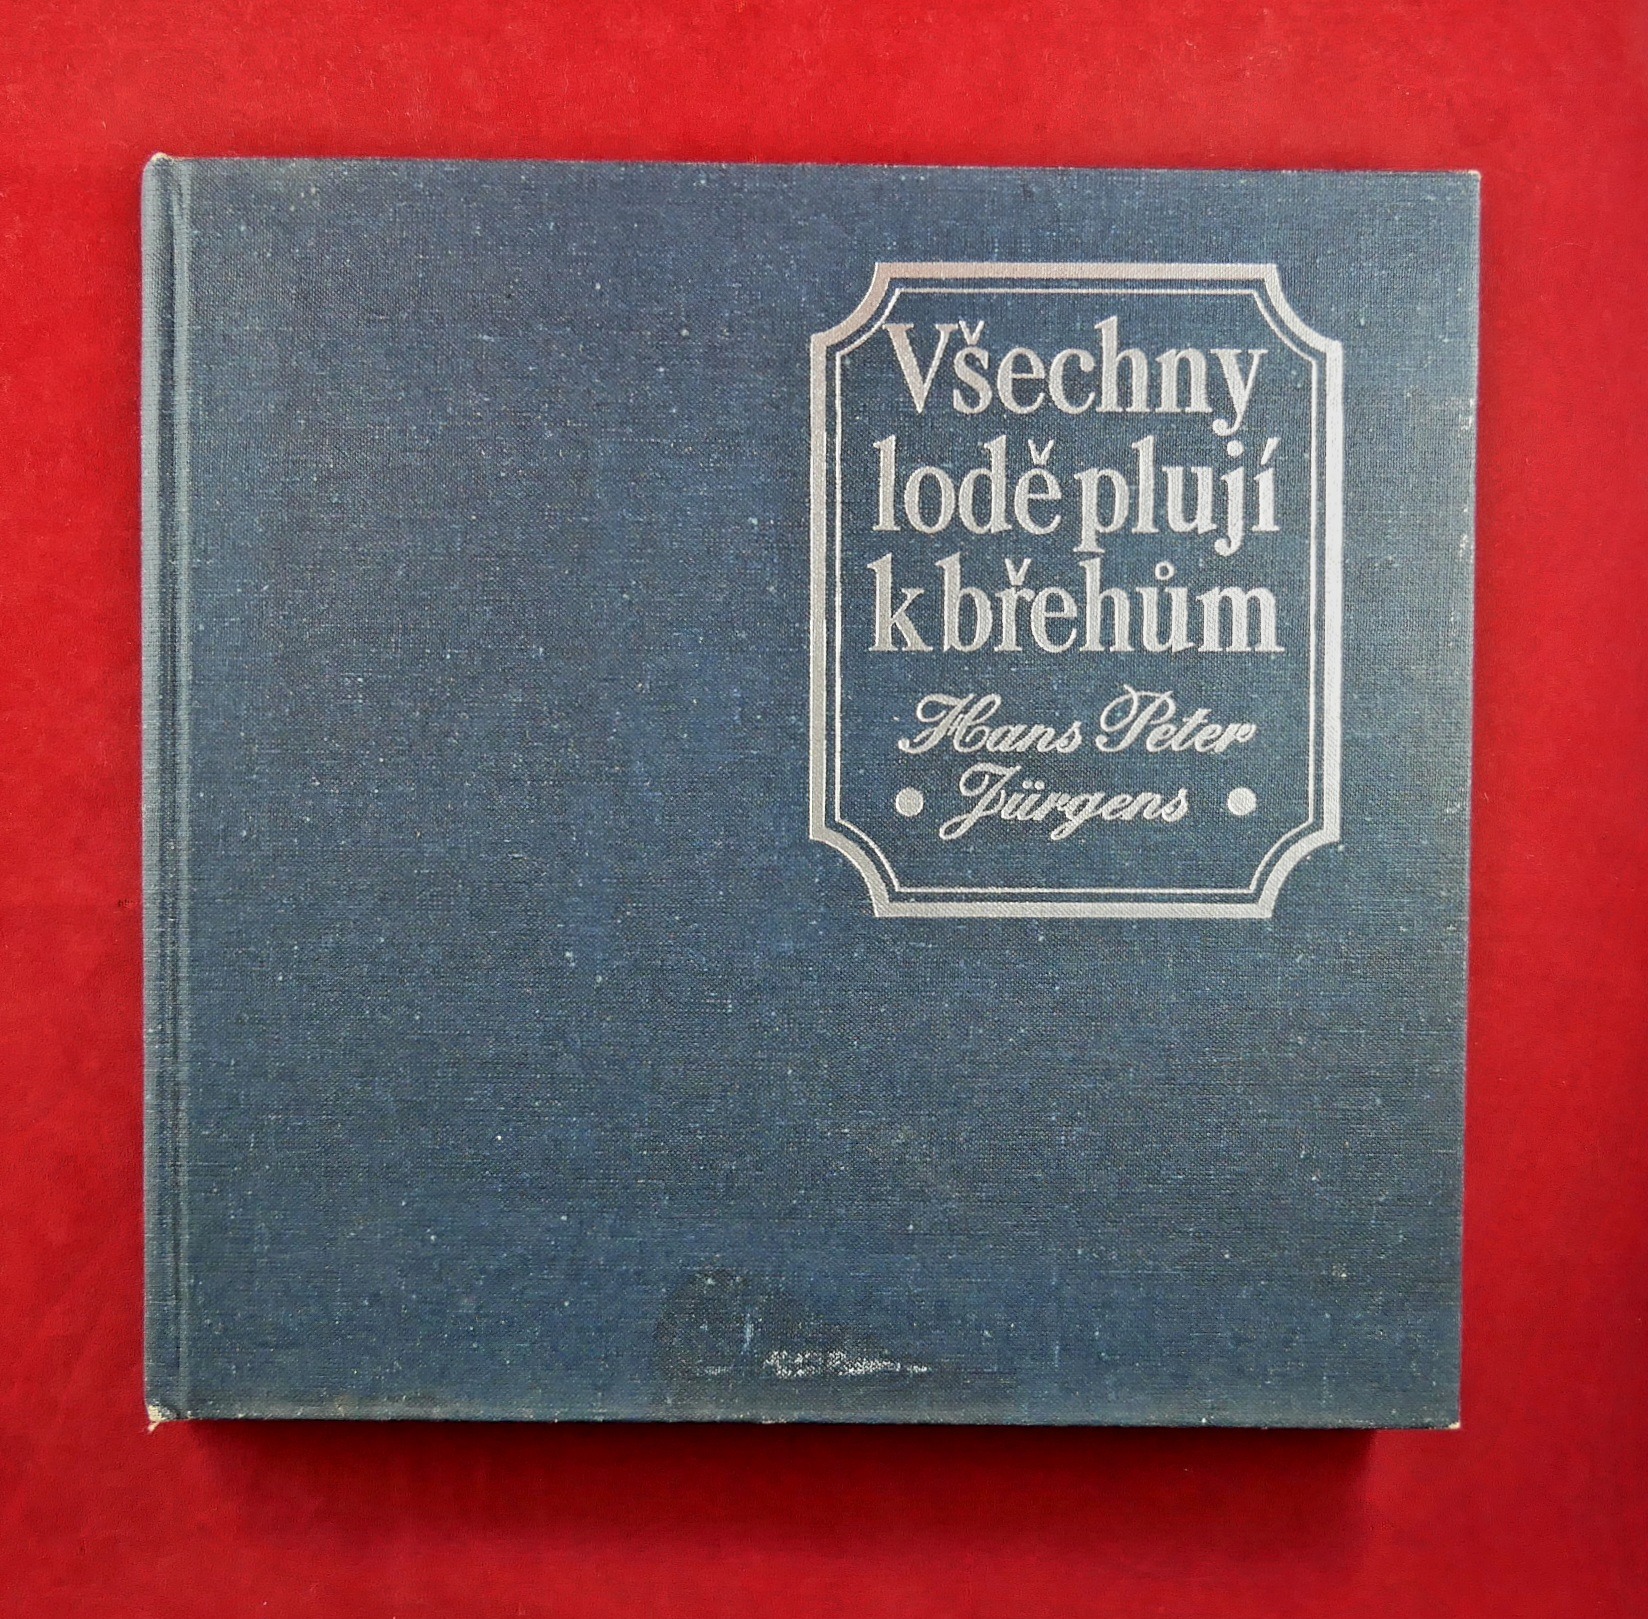 Všechny
lodě plují
k břehům
Hans Peter
• Jürgens •